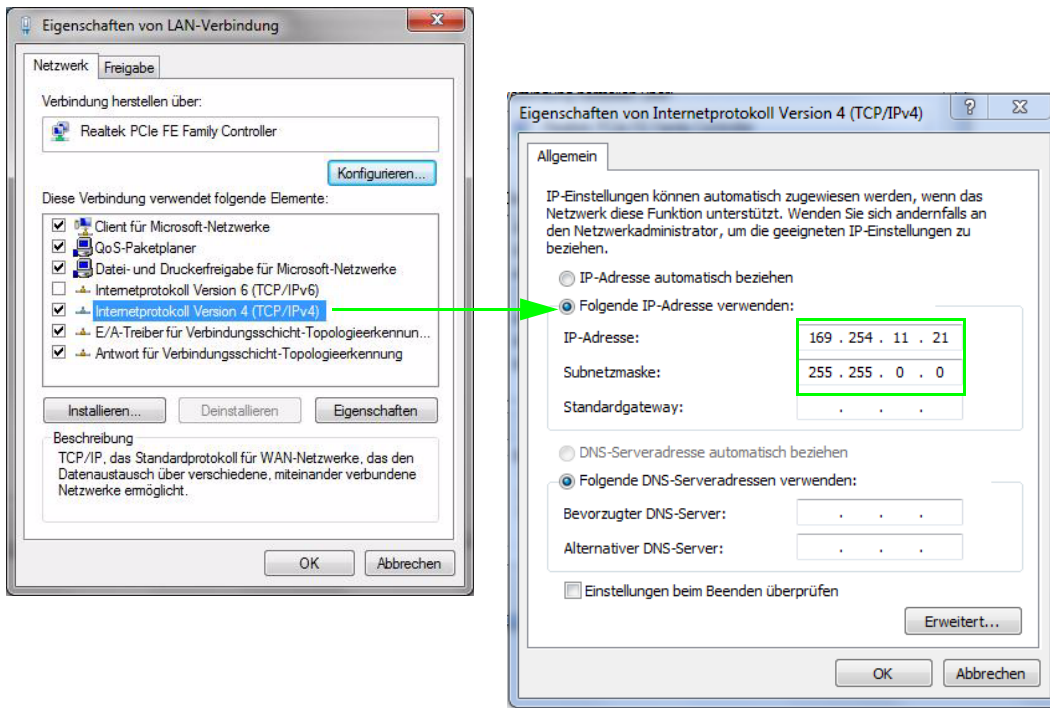 Eigenschaften von LAN-Verbindung
Netzwerk
Freigabe
Verbindung herstellen über:
Realtek PCIe FE Family Controller
Konfigurieren...
Diese Verbindung verwendet folgende Elemente:
Client für Microsoft-Netzwerke
QoS-Paketplaner
Datei- und Druckerfreigabe für Microsoft-Netzwerke
Internetprotokoll Version 6 (TCP/IPv6)
Internetprotokoll Version 4 (TCP/IPv4)
E/A-Treiber für Verbindungsschicht-Topologieerkennun...
Antwort für Verbindungsschicht-Topologieerkennung
Installieren...
Deinstallieren
Eigenschaften
Beschreibung
TCP/IP, das Standardprotokoll für WAN-Netzwerke, das den
Datenaustausch über verschiedene, miteinander verbundene
Netzwerke ermöglicht.
OK
Abbrechen
Eigenschaften von Internetprotokoll Version 4 (TCP/IPv4)
Allgemein
IP-Einstellungen können automatisch zugewiesen werden, wenn das
Netzwerk diese Funktion unterstützt. Wenden Sie sich andernfalls an
den Netzwerkadministrator, um die geeigneten IP-Einstellungen zu
beziehen.
IP-Adresse automatisch beziehen
Folgende IP-Adresse verwenden:
IP-Adresse:
169 . 254 . 11 . 21
Subnetzmaske:
255 . 255 . 0 . 0
Standardgateway:
. . .
DNS-Serveradresse automatisch beziehen
Folgende DNS-Serveradressen verwenden:
Bevorzugter DNS-Server:
. . .
Alternativer DNS-Server:
. . .
Einstellungen beim Beenden überprüfen
Erweitert...
OK
Abbrechen